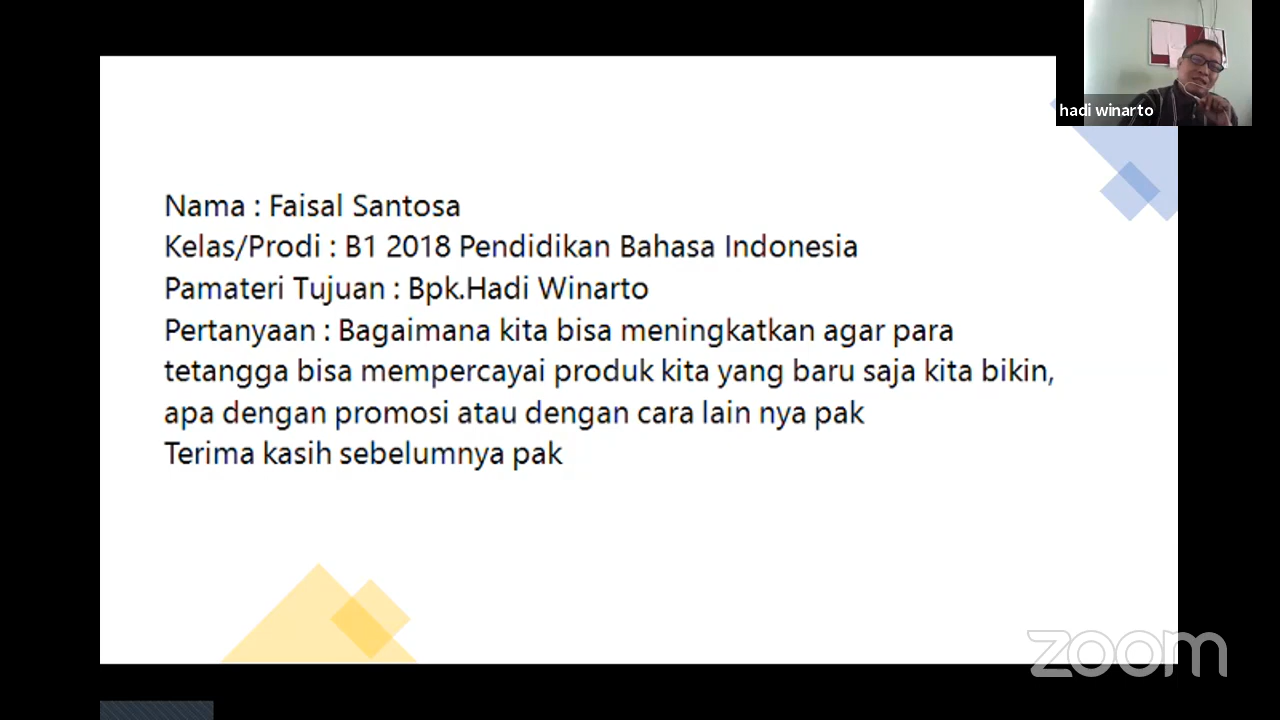 hadi winarto
Nama : Faisal Santosa
Kelas/Prodi : B1 2018 Pendidikan Bahasa Indonesia
Pamateri Tujuan : Bpk.Hadi Winarto
Pertanyaan : Bagaimana kita bisa meningkatkan agar para
tetangga bisa mempercayai produk kita yang baru saja kita bikin,
apa dengan promosi atau dengan cara lain nya pak
Terima kasih sebelumnya pak
zoom